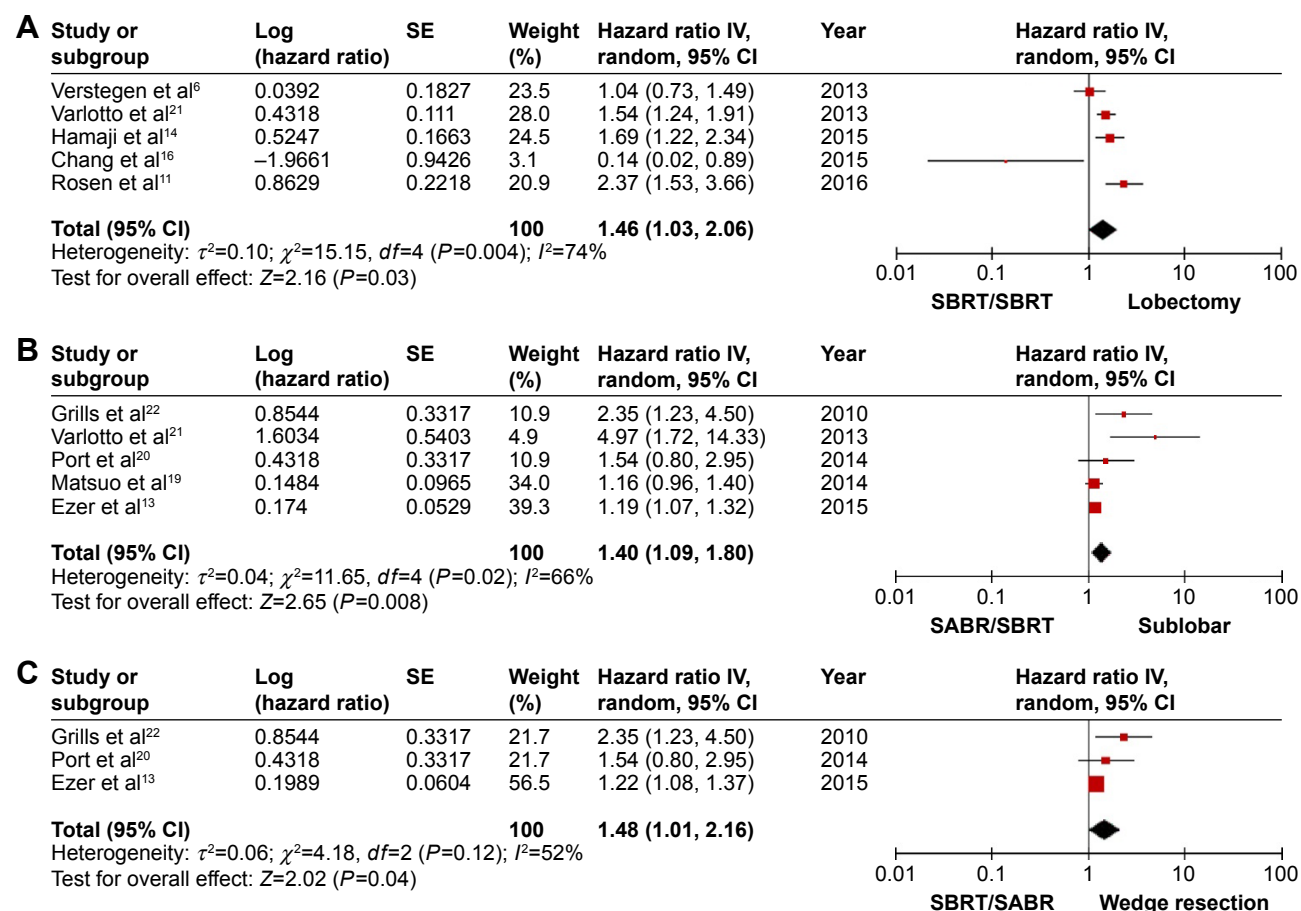 A Study or subgroup Log (hazard ratio) SE Weight (%) Hazard ratio IV, random, 95% CI Year Hazard ratio IV, random, 95% CI
Verstegen et al⁶ 0.0392 0.1827 23.5 1.04 (0.73, 1.49) 2013
Varlotto et al²¹ 0.4318 0.111 28.0 1.54 (1.24, 1.91) 2013
Hamaji et al¹⁴ 0.5247 0.1663 24.5 1.69 (1.22, 2.34) 2015
Chang et al¹⁶ –1.9661 0.9426 3.1 0.14 (0.02, 0.89) 2015
Rosen et al¹¹ 0.8629 0.2218 20.9 2.37 (1.53, 3.66) 2016
Total (95% CI) 100 1.46 (1.03, 2.06)
Heterogeneity: τ²=0.10; χ²=15.15, df=4 (P=0.004); I²=74%
Test for overall effect: Z=2.16 (P=0.03)
0.01 0.1 1 10 100
SBRT/SBRT Lobectomy
B Study or subgroup Log (hazard ratio) SE Weight (%) Hazard ratio IV, random, 95% CI Year Hazard ratio IV, random, 95% CI
Grills et al²² 0.8544 0.3317 10.9 2.35 (1.23, 4.50) 2010
Varlotto et al²¹ 1.6034 0.5403 4.9 4.97 (1.72, 14.33) 2013
Port et al²⁰ 0.4318 0.3317 10.9 1.54 (0.80, 2.95) 2014
Matsuo et al¹⁹ 0.1484 0.0965 34.0 1.16 (0.96, 1.40) 2014
Ezer et al¹³ 0.174 0.0529 39.3 1.19 (1.07, 1.32) 2015
Total (95% CI) 100 1.40 (1.09, 1.80)
Heterogeneity: τ²=0.04; χ²=11.65, df=4 (P=0.02); I²=66%
Test for overall effect: Z=2.65 (P=0.008)
0.01 0.1 1 10 100
SABR/SBRT Sublobar
C Study or subgroup Log (hazard ratio) SE Weight (%) Hazard ratio IV, random, 95% CI Year Hazard ratio IV, random, 95% CI
Grills et al²² 0.8544 0.3317 21.7 2.35 (1.23, 4.50) 2010
Port et al²⁰ 0.4318 0.3317 21.7 1.54 (0.80, 2.95) 2014
Ezer et al¹³ 0.1989 0.0604 56.5 1.22 (1.08, 1.37) 2015
Total (95% CI) 100 1.48 (1.01, 2.16)
Heterogeneity: τ²=0.06; χ²=4.18, df=2 (P=0.12); I²=52%
Test for overall effect: Z=2.02 (P=0.04)
0.01 0.1 1 10 100
SBRT/SABR Wedge resection